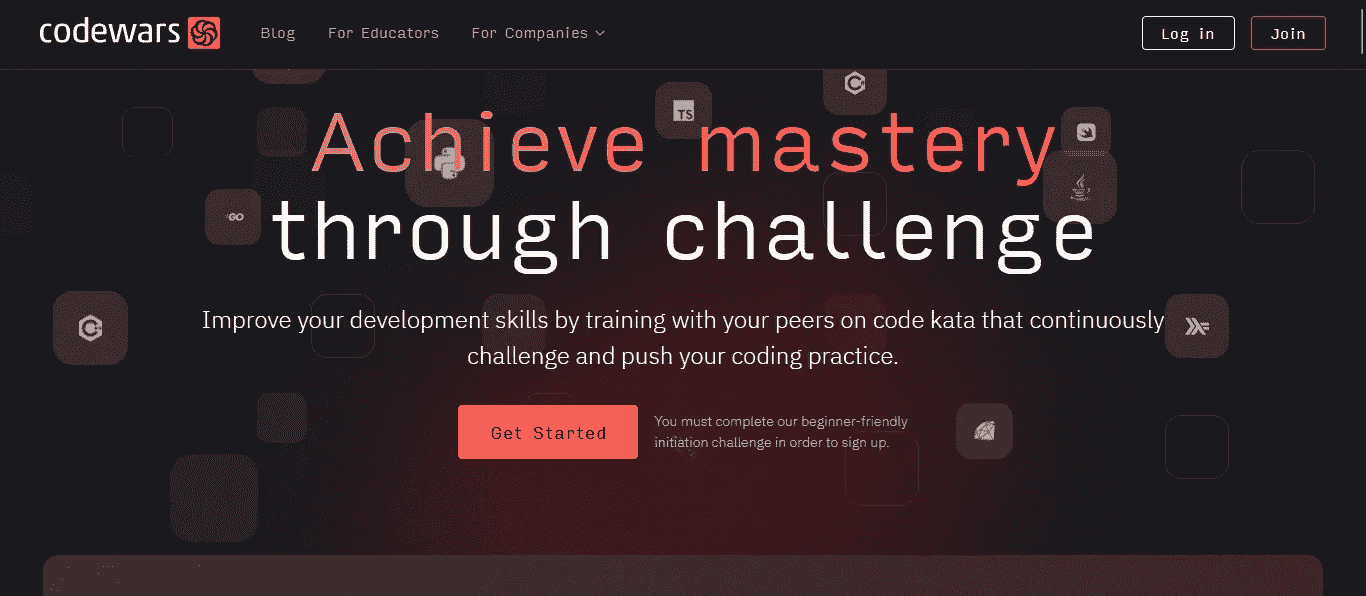 codewars
Blog
For Educators
For Companies
Log in
Join
TS
GO
Achieve mastery
through challenge
Improve your development skills by training with your peers on code kata that continuously
challenge and push your coding practice.
Get Started
You must complete our beginner-friendly
initiation challenge in order to sign up.